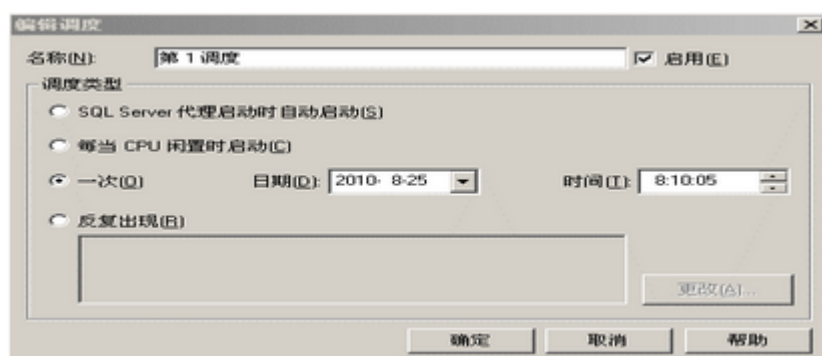 编辑调度
名称(N): 第 1 调度 启用(E)
调度类型
SQL Server 代理启动时自动启动(S)
每当 CPU 闲置时启动(C)
一次(O) 日期(D): 2010- 8-25 时间(T): 8:10:05
反复出现(R)
更改(A)...
确定 取消 帮助